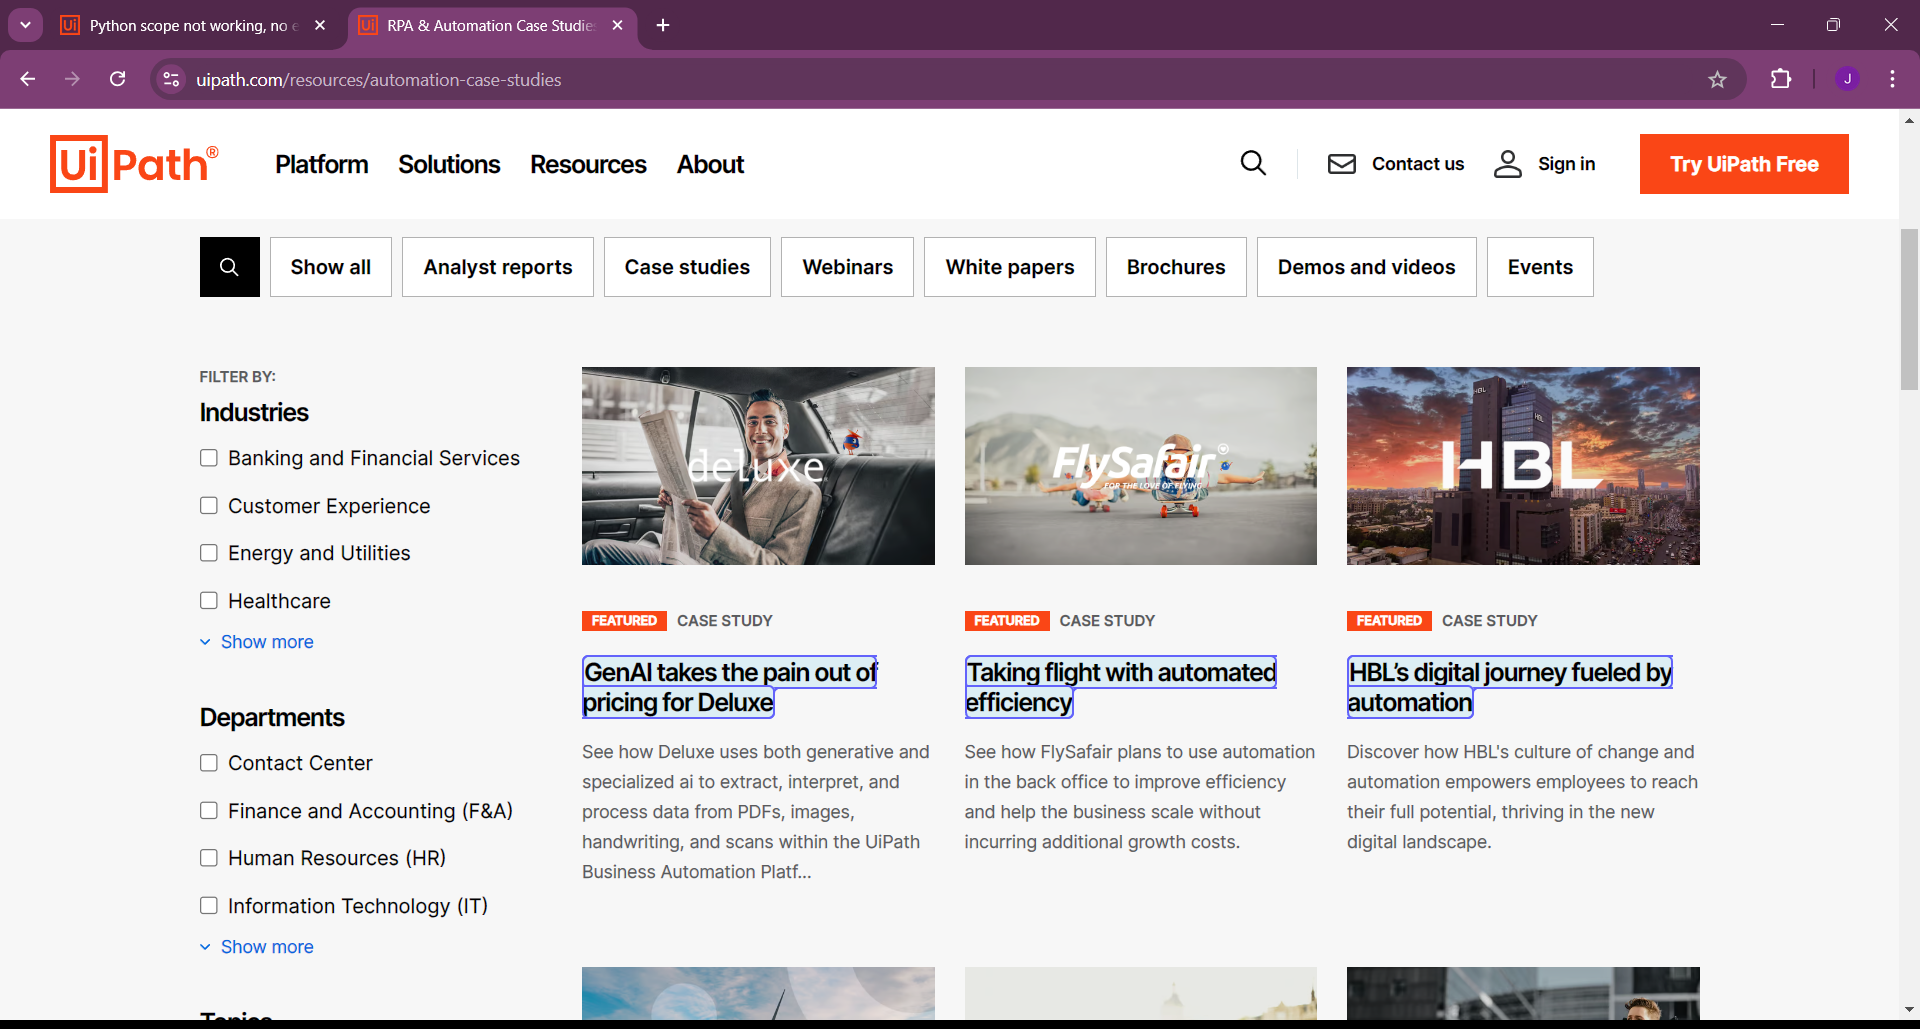 Python scope not working, no e
RPA & Automation Case Studies
uipath.com/resources/automation-case-studies
J
UiPath®
Platform
Solutions
Resources
About
Contact us
Sign in
Try UiPath Free
Show all
Analyst reports
Case studies
Webinars
White papers
Brochures
Demos and videos
Events
FILTER BY:
Industries
Banking and Financial Services
Customer Experience
Energy and Utilities
Healthcare
Show more
Departments
Contact Center
Finance and Accounting (F&A)
Human Resources (HR)
Information Technology (IT)
Show more
Topics
deluxe.
FEATURED CASE STUDY
GenAI takes the pain out of
pricing for Deluxe
See how Deluxe uses both generative and
specialized ai to extract, interpret, and
process data from PDFs, images,
handwriting, and scans within the UiPath
Business Automation Platf...
FlySafair®
FOR THE LOVE OF FLYING
FEATURED CASE STUDY
Taking flight with automated
efficiency
See how FlySafair plans to use automation
in the back office to improve efficiency
and help the business scale without
incurring additional growth costs.
HBL
HBL
HBL
FEATURED CASE STUDY
HBL’s digital journey fueled by
automation
Discover how HBL's culture of change and
automation empowers employees to reach
their full potential, thriving in the new
digital landscape.